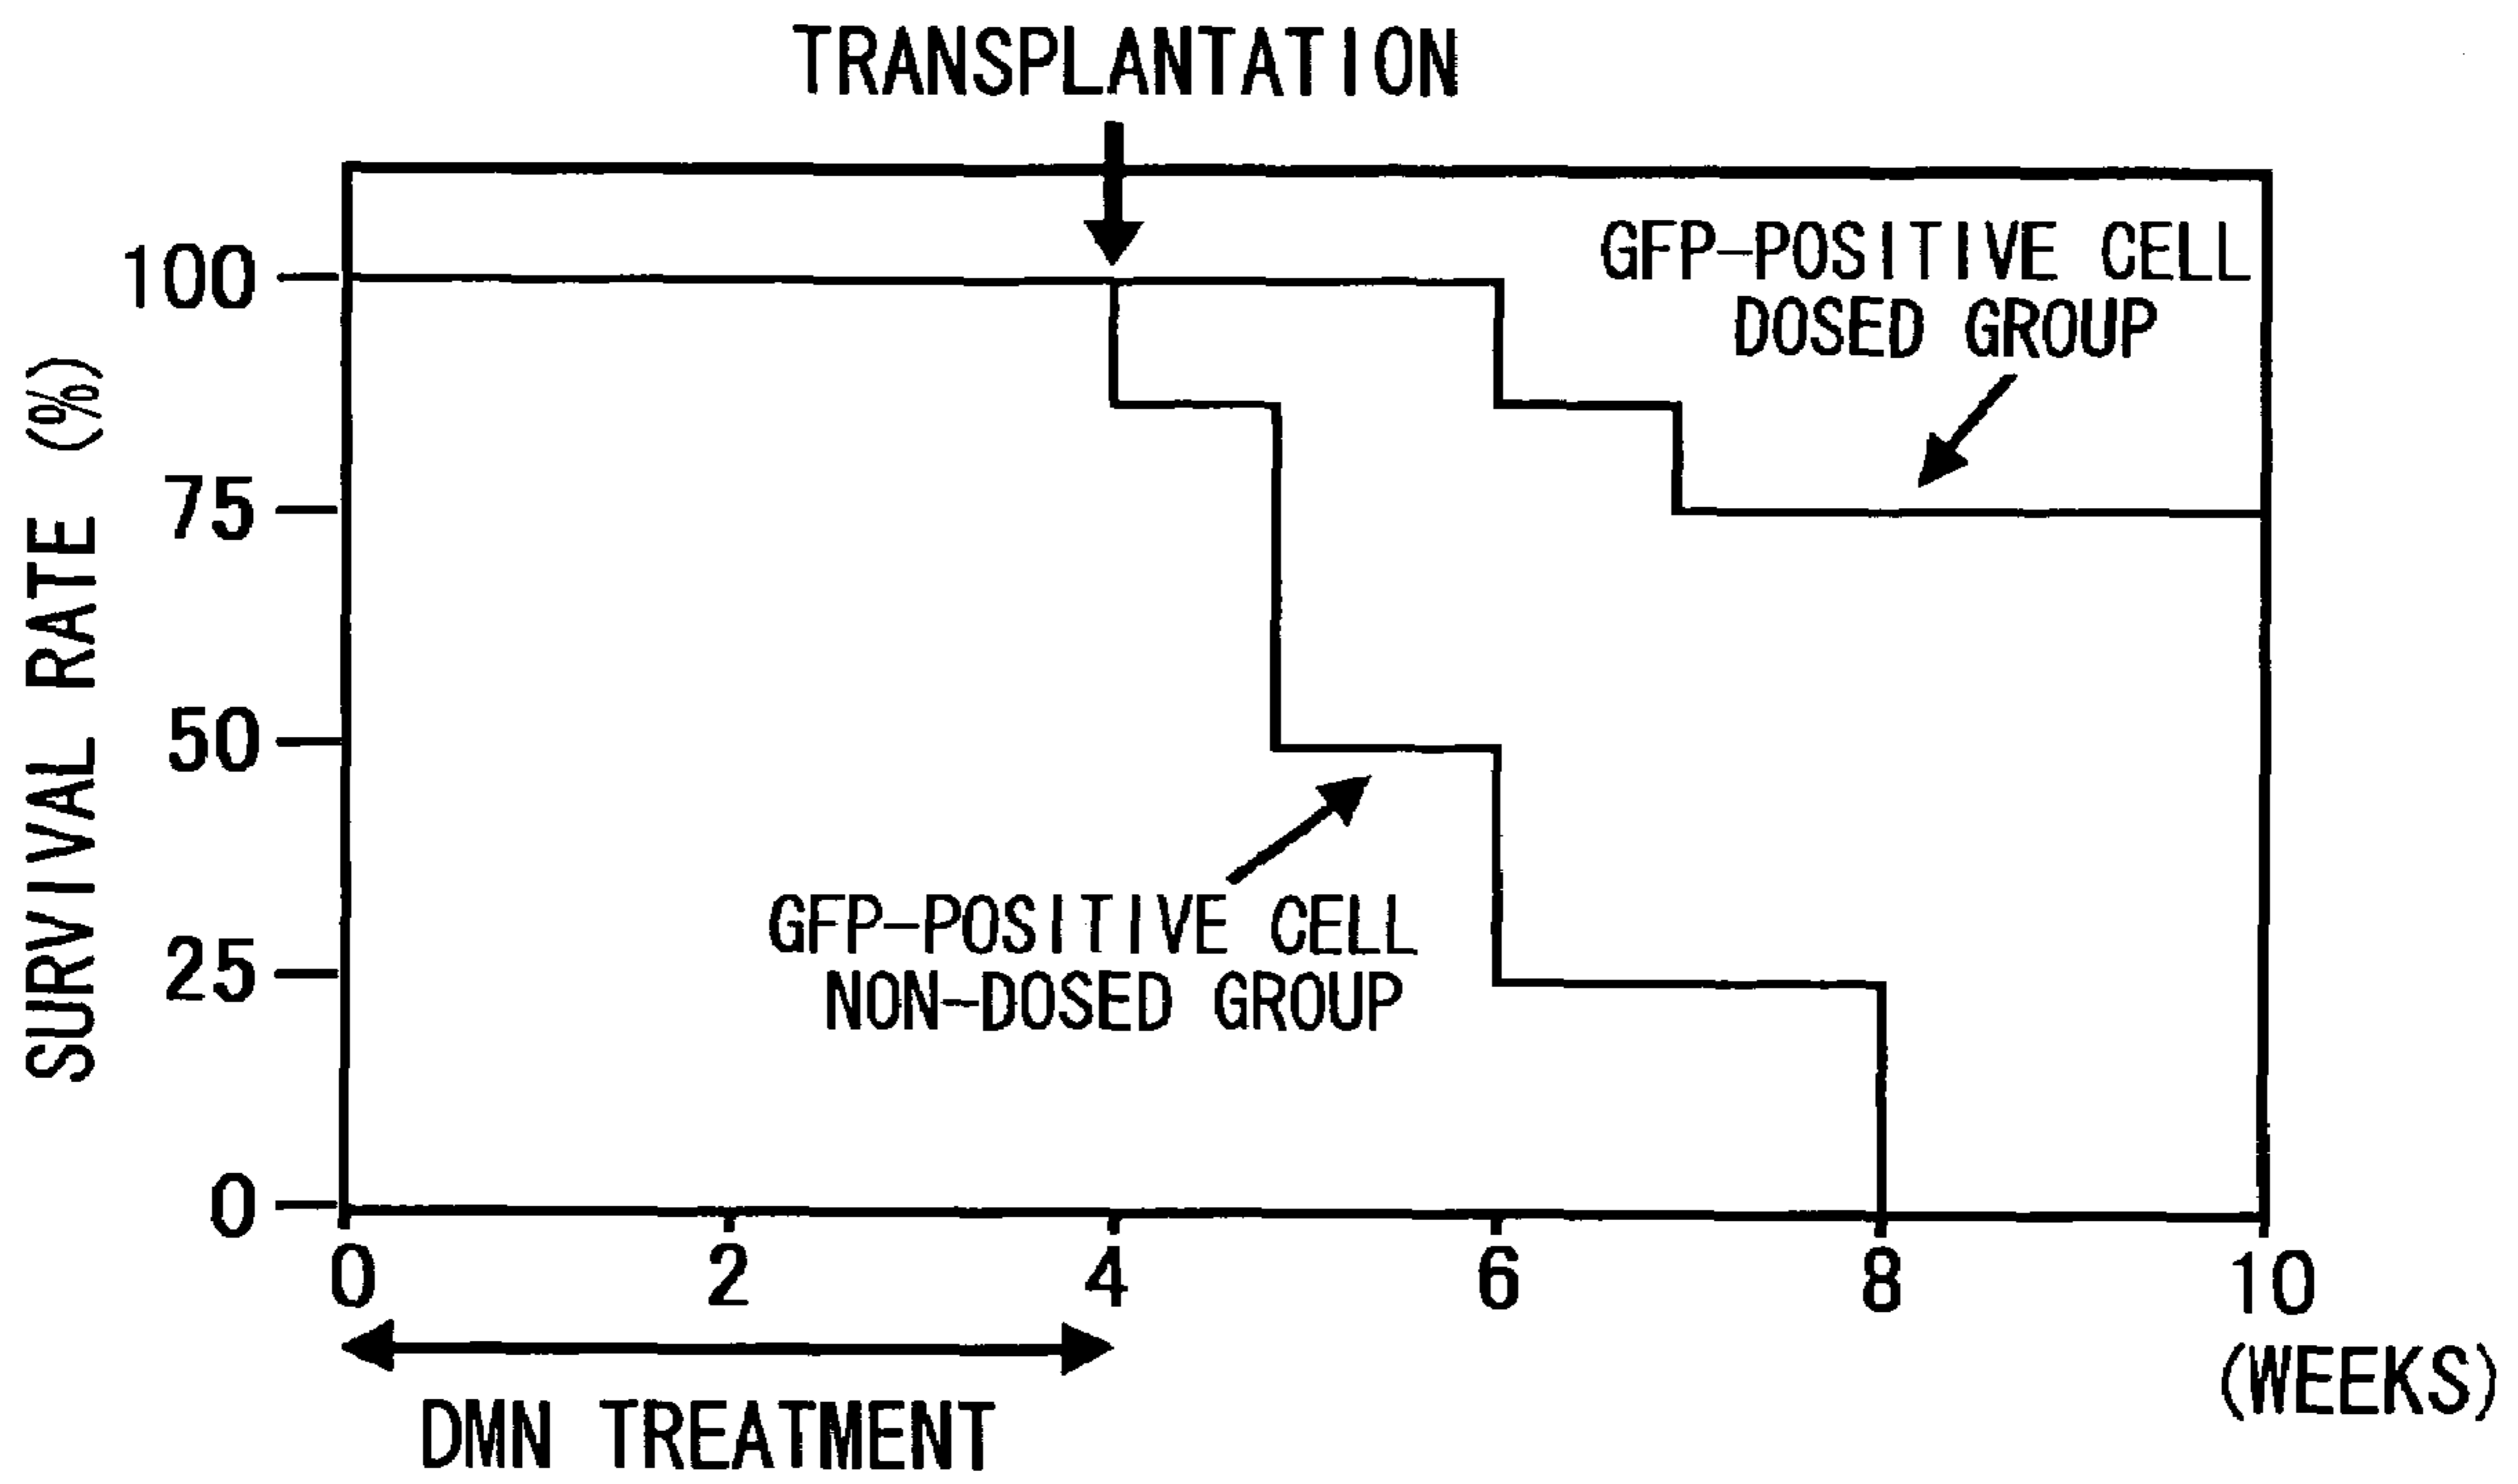 TRANSPLANTATION
GFP-POSITIVE CELL
DOSED GROUP
SURVIVAL RATE (%)
100
75
50
25
0
GFP-POSITIVE CELL
NON-DOSED GROUP
0 2 4 6 8 10
(WEEKS)
DMN TREATMENT